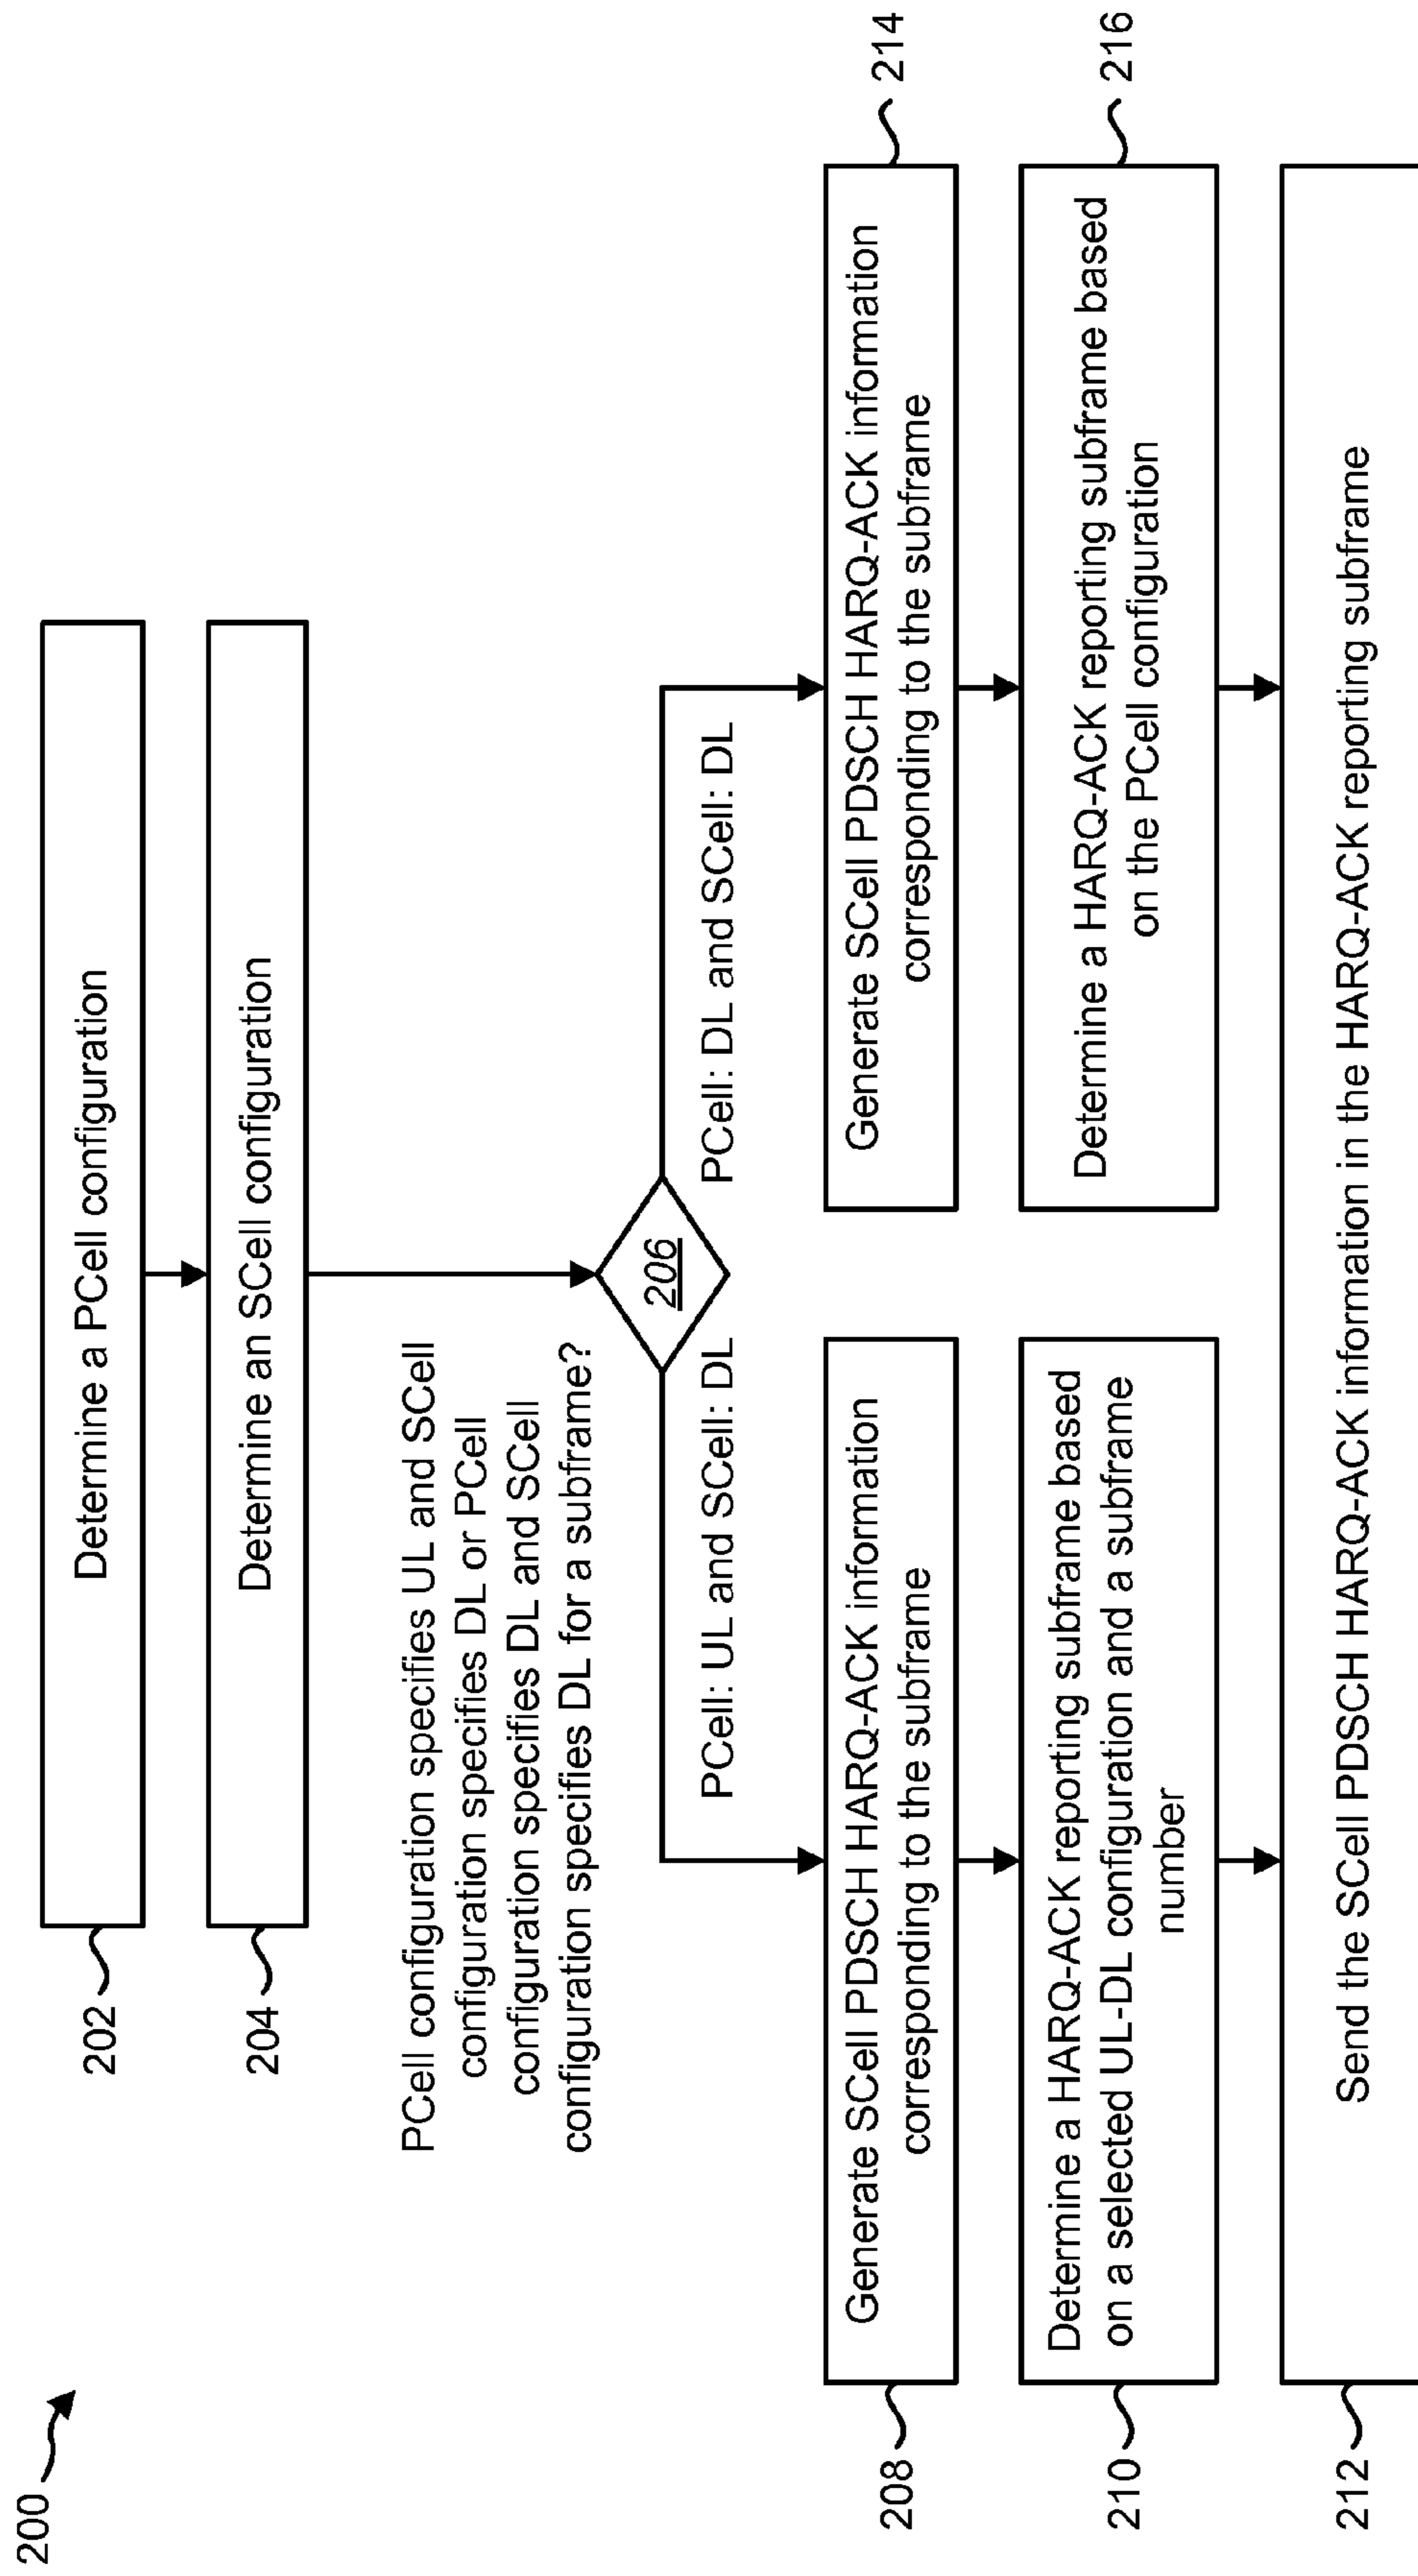 200
202
Determine a PCell configuration
204
Determine an SCell configuration
PCell configuration specifies UL and SCell
configuration specifies DL or PCell
configuration specifies DL and SCell
configuration specifies DL for a subframe?
206
PCell: UL and SCell: DL
PCell: DL and SCell: DL
208
Generate SCell PDSCH HARQ-ACK information
corresponding to the subframe
Generate SCell PDSCH HARQ-ACK information
corresponding to the subframe
214
210
Determine a HARQ-ACK reporting subframe based
on a selected UL-DL configuration and a subframe
number
Determine a HARQ-ACK reporting subframe based
on the PCell configuration
216
212
Send the SCell PDSCH HARQ-ACK information in the HARQ-ACK reporting subframe